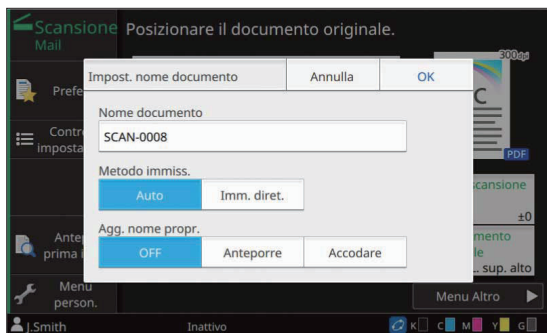 Scansione
Mail
Posizionare il documento originale.
300dpi
Impost. nome documento
Annulla
OK
Prefe
C
Nome documento
SCAN-0008
Contr
imposta
PDF
Metodo immiss.
Auto
Imm. diret.
scansione
±0
Agg. nome propr.
OFF
Anteporre
Accodare
Antep
prima i
mento
le
.. sup. alto
Menu
person.
Menu Altro
J.Smith
Inattivo
K C M Y G